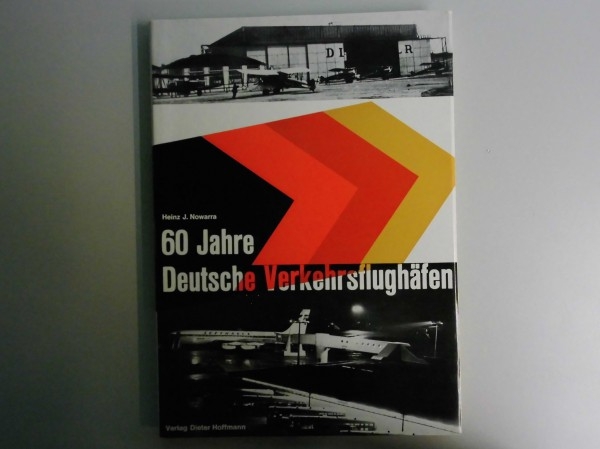 D R
Heinz J. Nowarra
60 Jahre
Deutsche Verkehrsflughäfen
Verlag Dieter Hoffmann